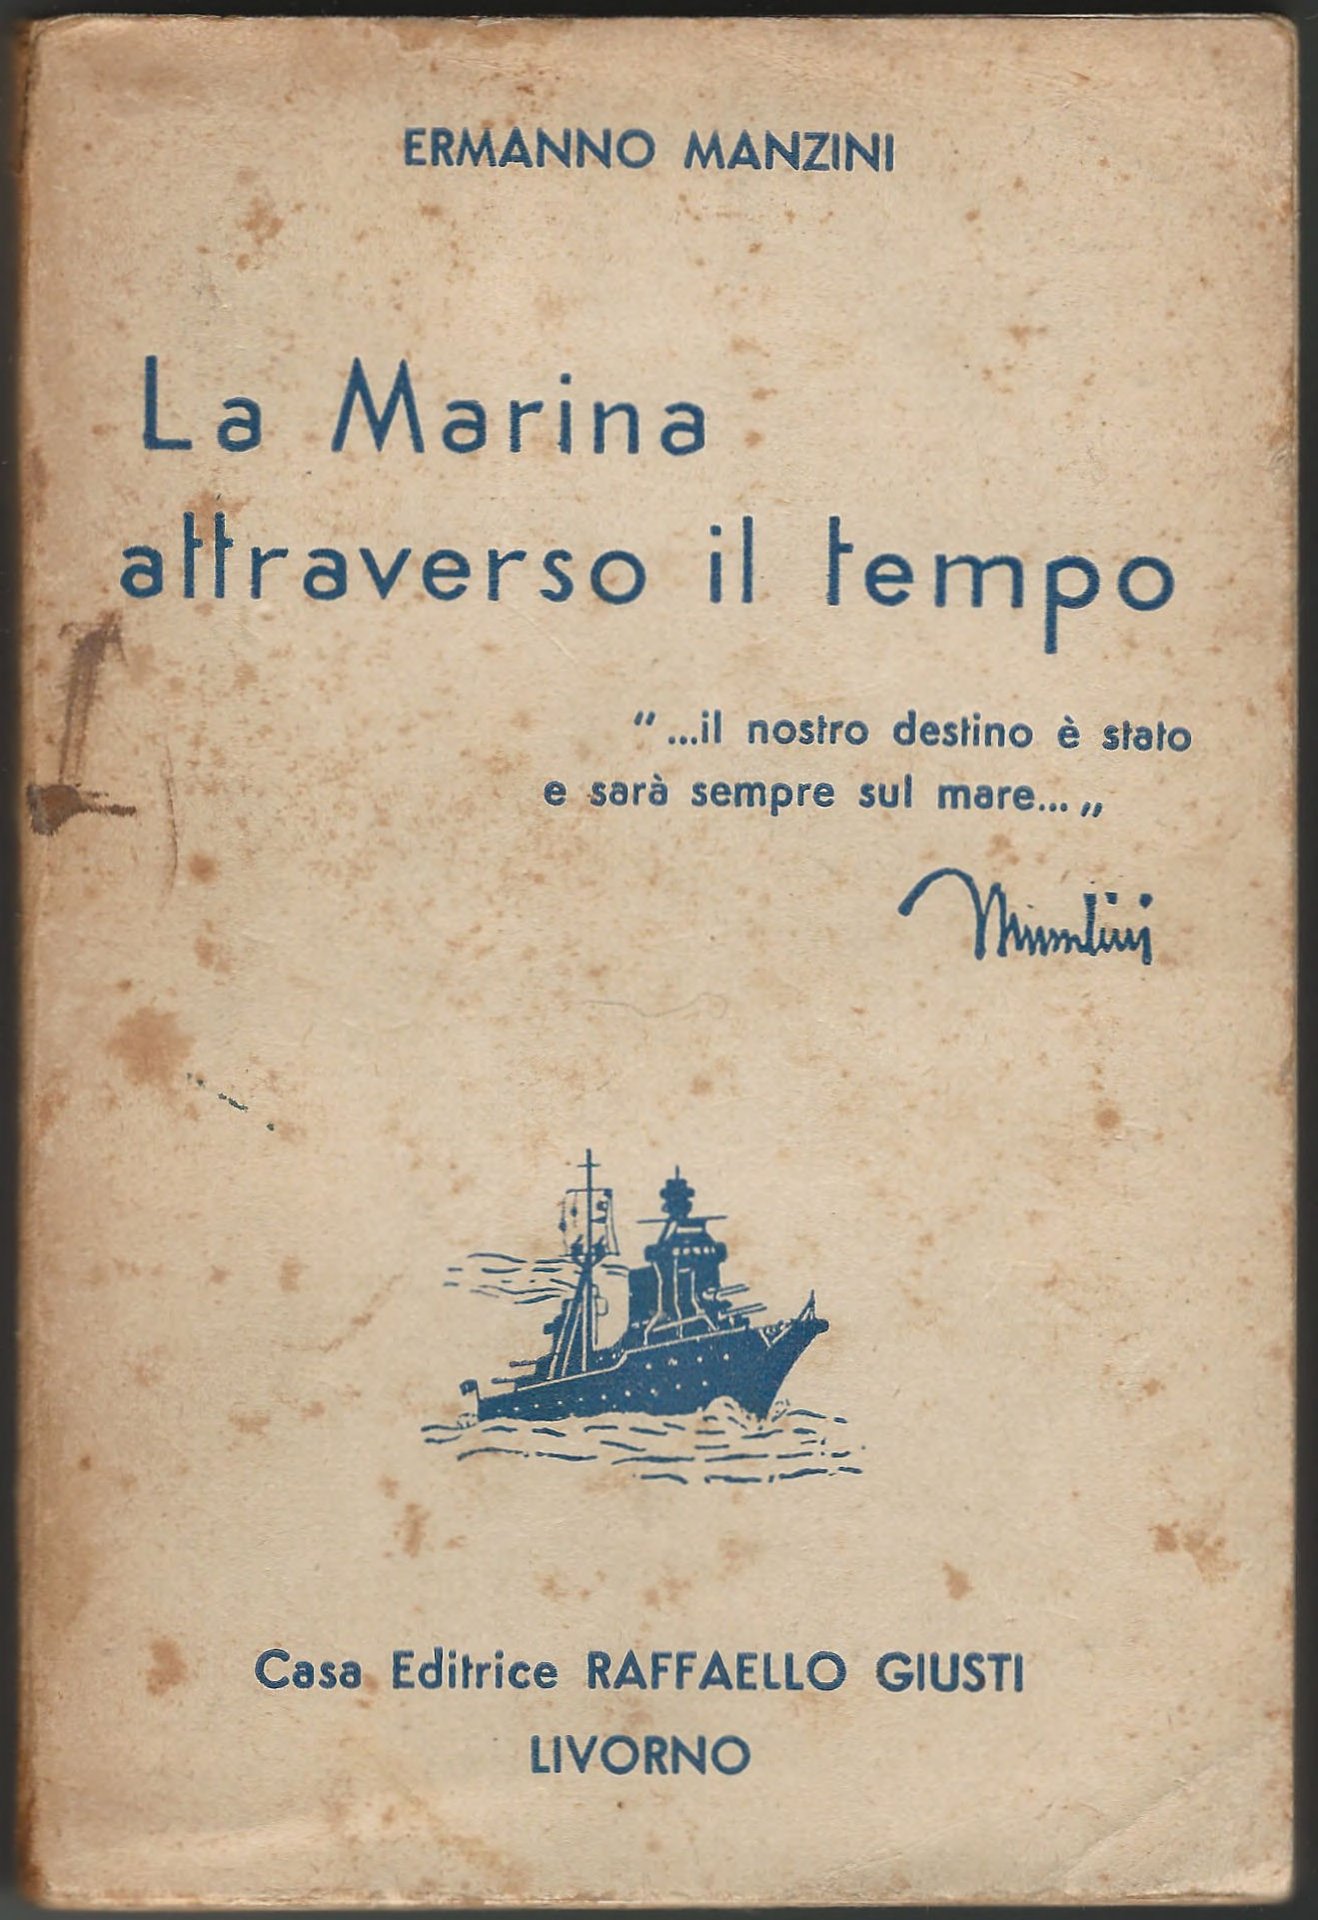 ERMANNO MANZINI
La Marina
attraverso il tempo
"...il nostro destino è stato
e sarà sempre sul mare...„
Mussolini
Casa Editrice RAFFAELLO GIUSTI
LIVORNO